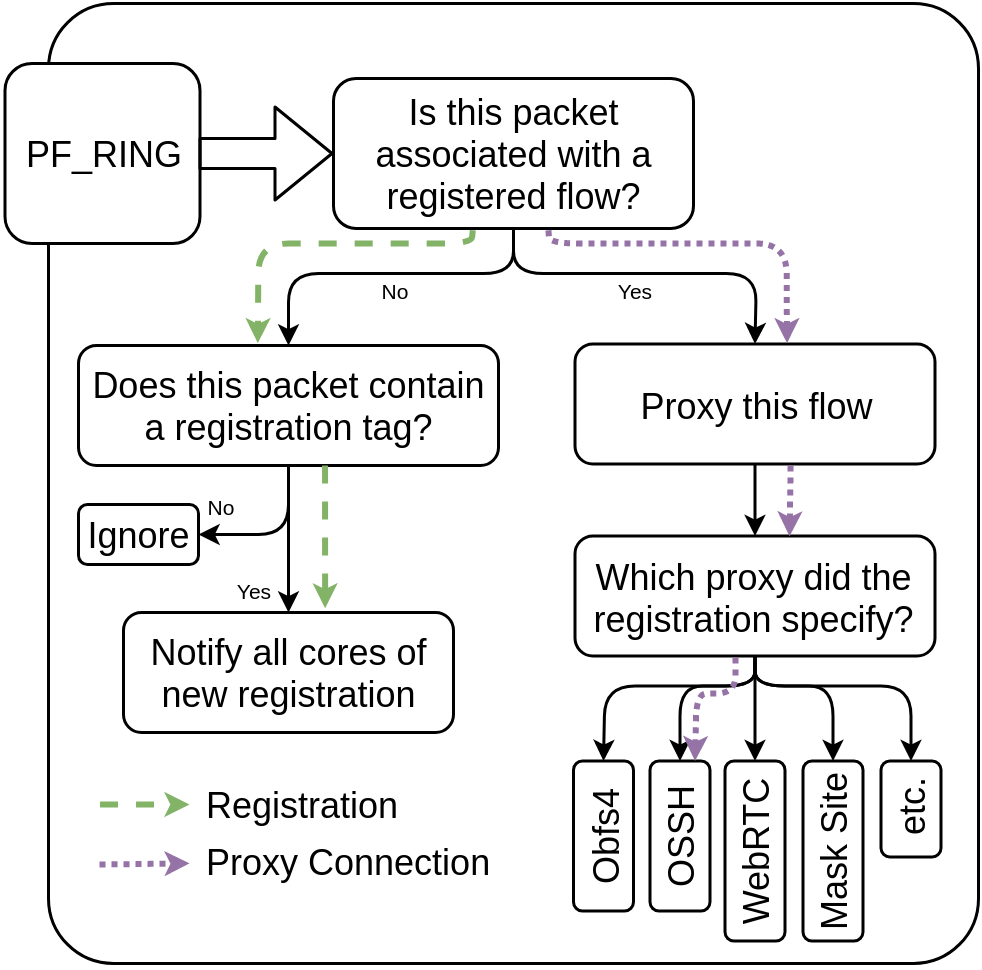 PF_RING
Is this packet
associated with a
registered flow?
No
Yes
Does this packet contain
a registration tag?
Proxy this flow
No
Ignore
Yes
Which proxy did the
registration specify?
Notify all cores of
new registration
Obfs4
OSSH
WebRTC
Mask Site
etc.
Registration
Proxy Connection